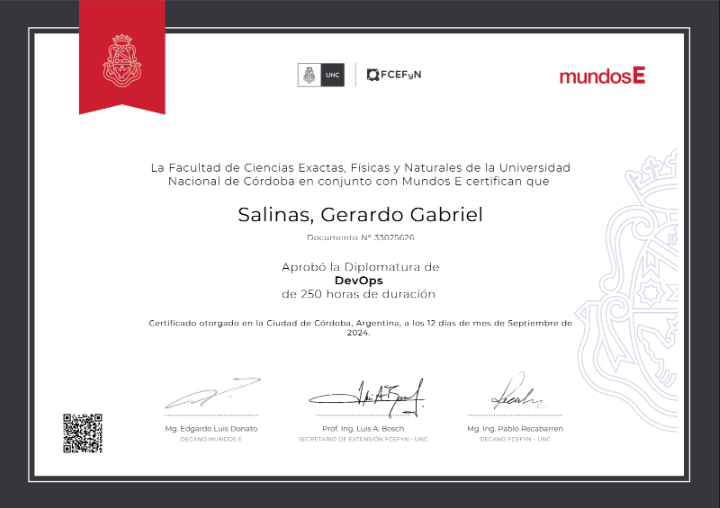 UNC
FCEFyN
mundosE
La Facultad de Ciencias Exactas, Físicas y Naturales de la Universidad
Nacional de Córdoba en conjunto con Mundos E certifican que
Salinas, Gerardo Gabriel
Documento Nº 33025626
Aprobó la Diplomatura de
DevOps
de 250 horas de duración
Certificado otorgado en la Ciudad de Córdoba, Argentina, a los 12 días de mes de Septiembre de
2024.
Mg. Edgardo Luis Donato
DECANO MUNDOS E
Prof. Ing. Luis A. Bosch
SECRETARIO DE EXTENSIÓN FCEFYN - UNC
Mg. Ing. Pablo Recabarren
DECANO FCEFYN - UNC